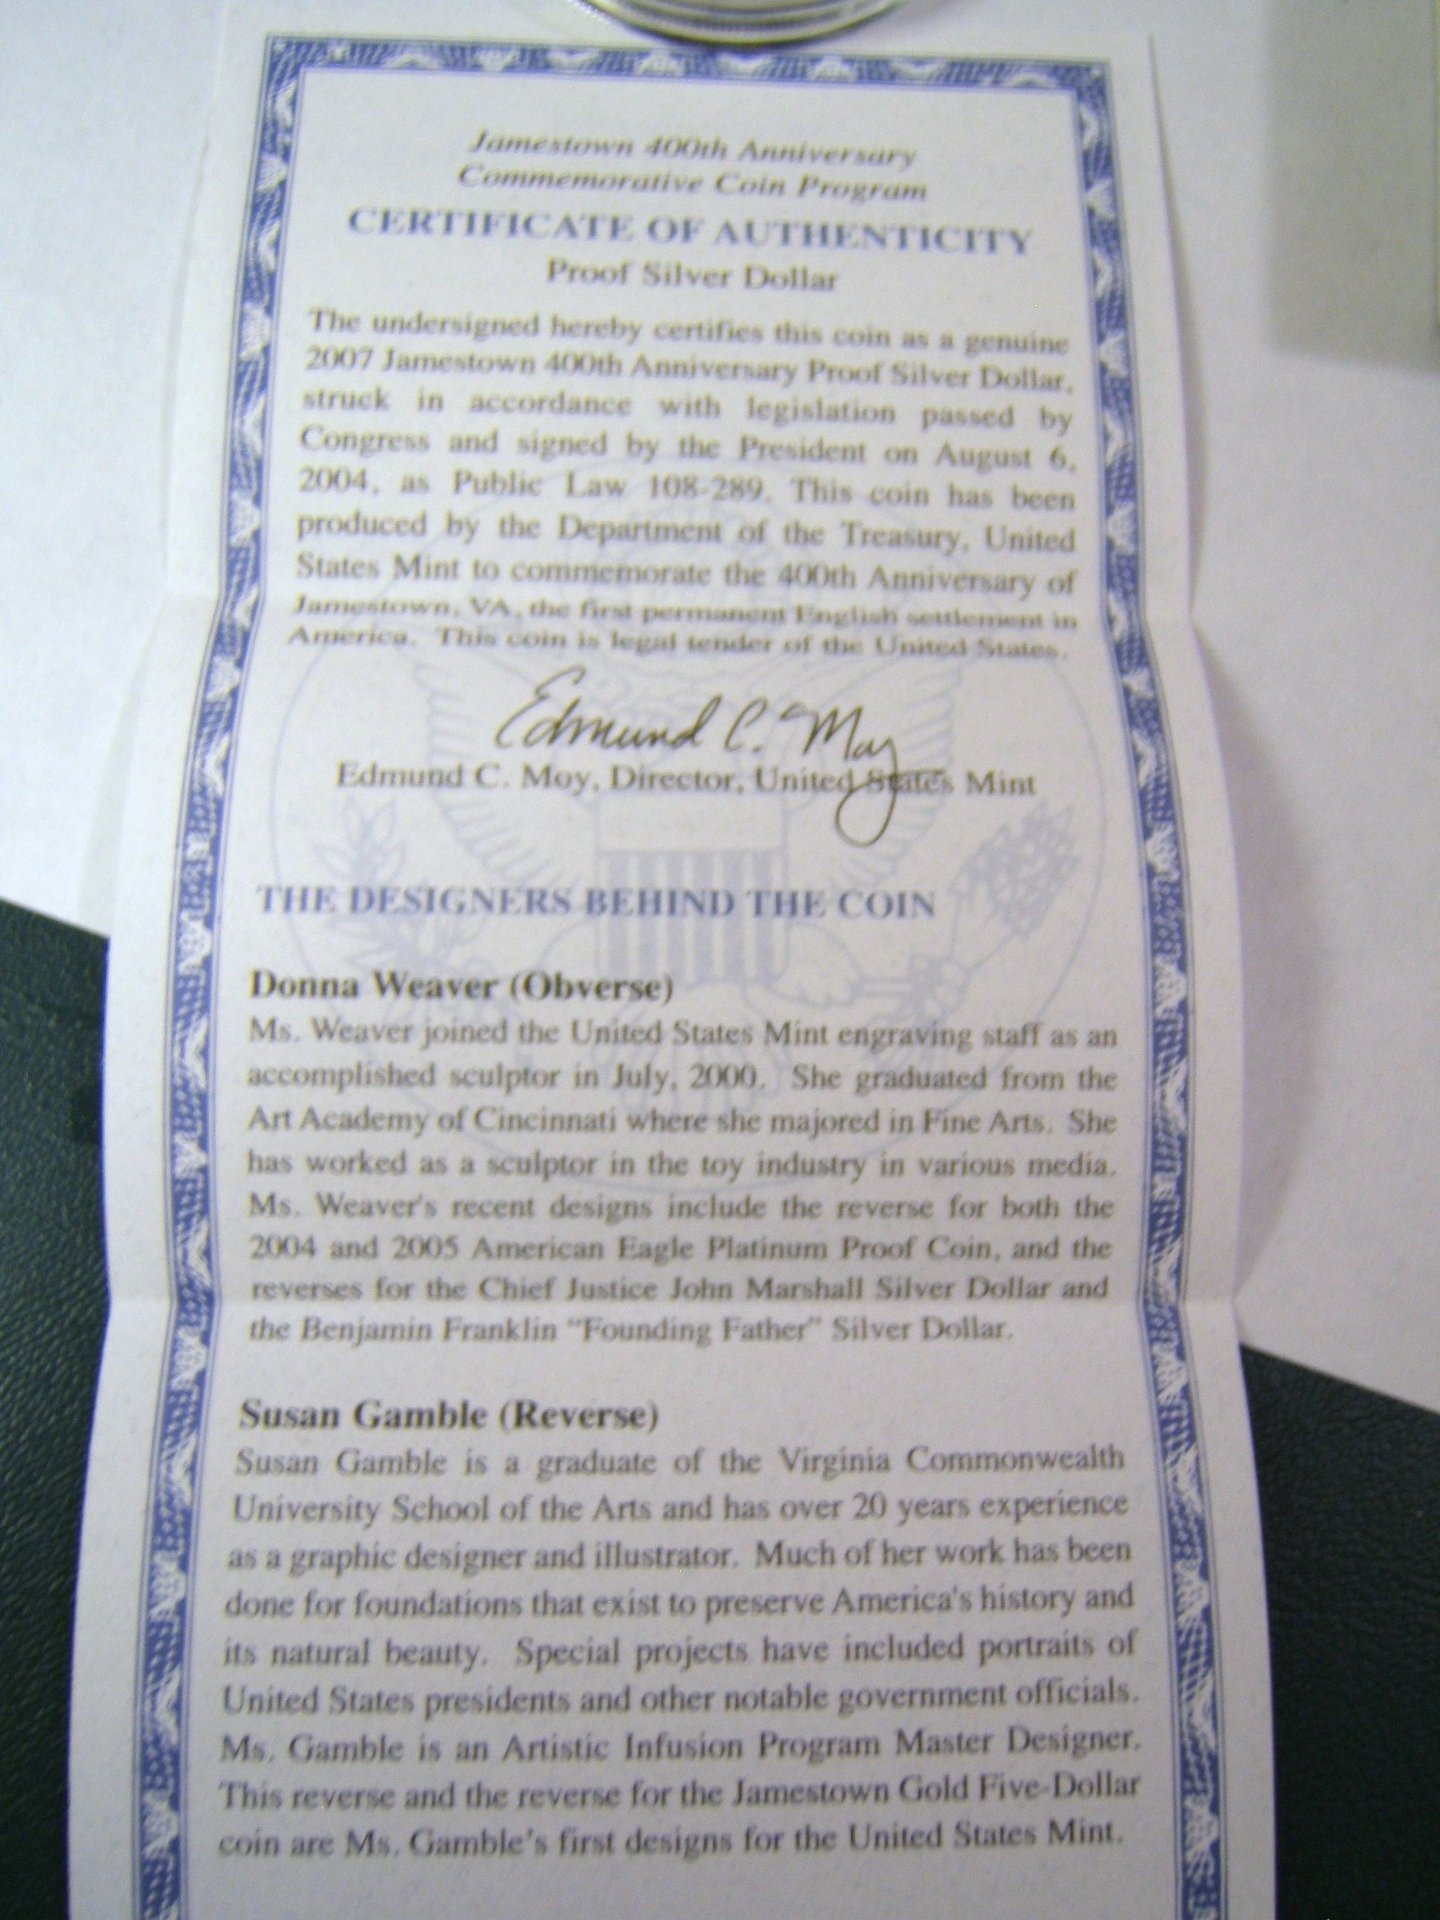 Jamestown 400th Anniversary
Commemorative Coin Program
CERTIFICATE OF AUTHENTICITY
Proof Silver Dollar
The undersigned hereby certifies this coin as a genuine
2007 Jamestown 400th Anniversary Proof Silver Dollar,
struck in accordance with legislation passed by
Congress and signed by the President on August 6,
2004, as Public Law 108-289. This coin has been
produced by the Department of the Treasury, United
States Mint to commemorate the 400th Anniversary of
Jamestown, VA, the first permanent English settlement in
America. This coin is legal tender of the United States.
Edmund C. Moy
Edmund C. Moy, Director, United States Mint
THE DESIGNERS BEHIND THE COIN
Donna Weaver (Obverse)
Ms. Weaver joined the United States Mint engraving staff as an
accomplished sculptor in July, 2000. She graduated from the
Art Academy of Cincinnati where she majored in Fine Arts. She
has worked as a sculptor in the toy industry in various media.
Ms. Weaver's recent designs include the reverse for both the
2004 and 2005 American Eagle Platinum Proof Coin, and the
reverses for the Chief Justice John Marshall Silver Dollar and
the Benjamin Franklin "Founding Father" Silver Dollar.
Susan Gamble (Reverse)
Susan Gamble is a graduate of the Virginia Commonwealth
University School of the Arts and has over 20 years experience
as a graphic designer and illustrator. Much of her work has been
done for foundations that exist to preserve America's history and
its natural beauty. Special projects have included portraits of
United States presidents and other notable government officials.
Ms. Gamble is an Artistic Infusion Program Master Designer.
This reverse and the reverse for the Jamestown Gold Five-Dollar
coin are Ms. Gamble's first designs for the United States Mint.